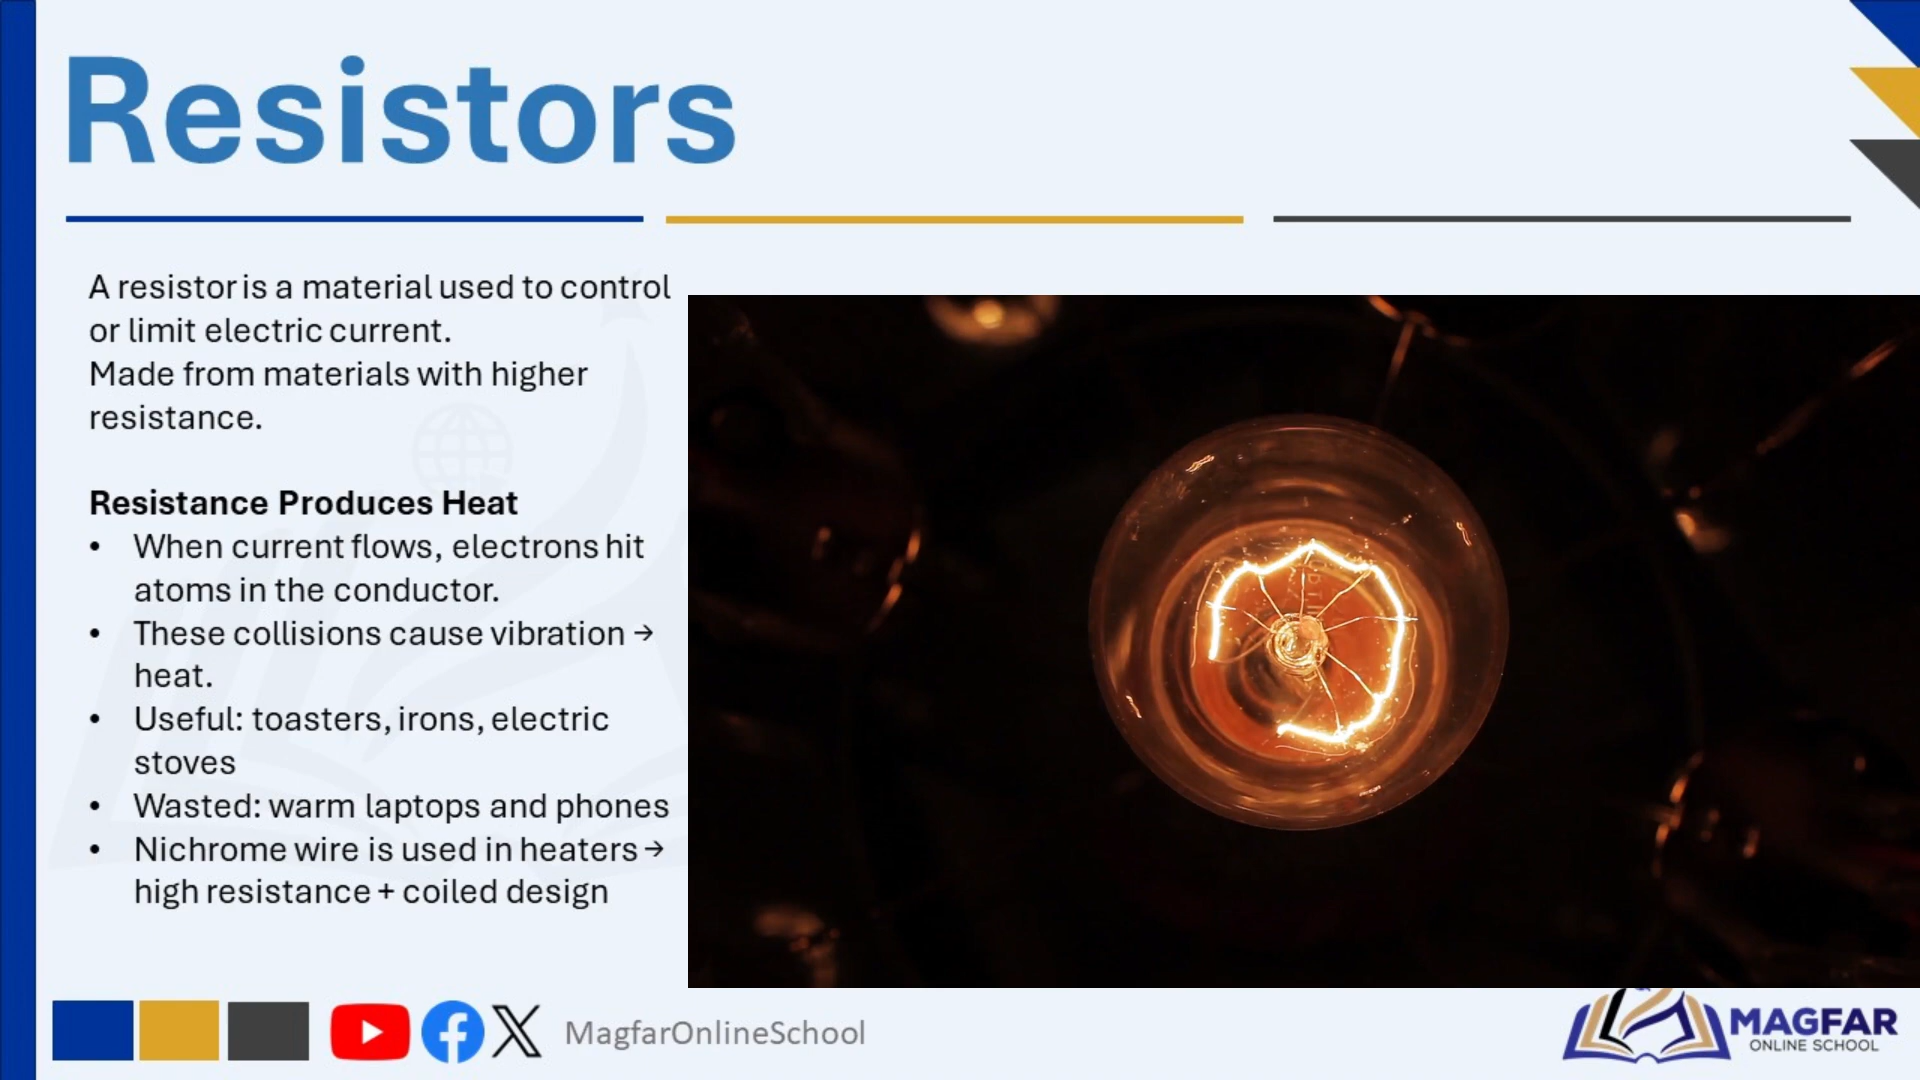 Resistors
A resistor is a material used to control
or limit electric current.
Made from materials with higher
resistance.
Resistance Produces Heat
• When current flows, electrons hit
atoms in the conductor.
• These collisions cause vibration →
heat.
• Useful: toasters, irons, electric
stoves
• Wasted: warm laptops and phones
• Nichrome wire is used in heaters →
high resistance + coiled design
MagfarOnlineSchool
MAGFAR
ONLINE SCHOOL